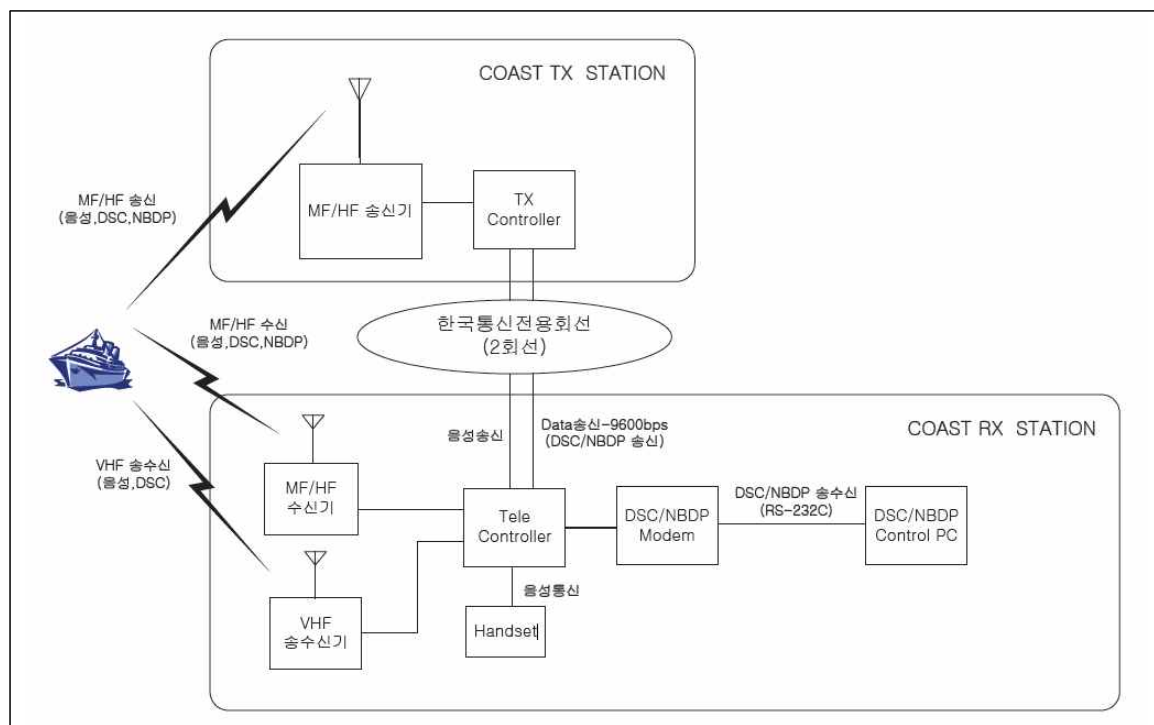 COAST TX STATION
MF/HF 송신기
TX
Controller
MF/HF 송신
(음성,DSC,NBDP)
한국통신전용회선
(2회선)
MF/HF 수신
(음성,DSC,NBDP)
음성송신
Data송신-9600bps
(DSC/NBDP 송신)
COAST RX STATION
VHF 송수신
(음성,DSC)
MF/HF
수신기
Tele
Controller
DSC/NBDP
Modem
DSC/NBDP 송수신
(RS-232C)
DSC/NBDP
Control PC
음성통신
VHF
송수신기
Handset